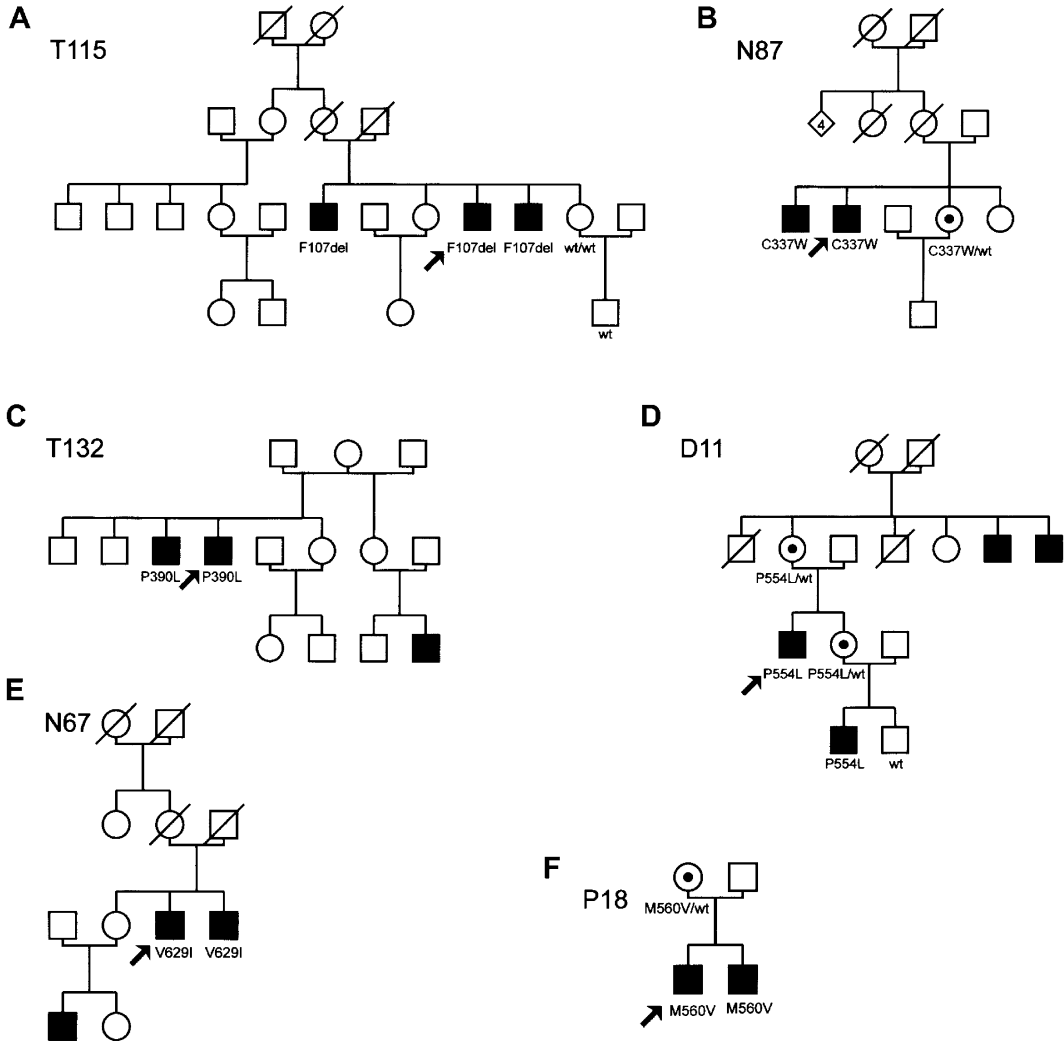 A
T115
F107del
F107del
F107del
wt/wt
wt
B
N87
4
C337W
C337W
C337W/wt
C
T132
P390L
P390L
D
D11
P554L/wt
P554L
P554L/wt
P554L
wt
E
N67
V629I
V629I
F
P18
M560V/wt
M560V
M560V